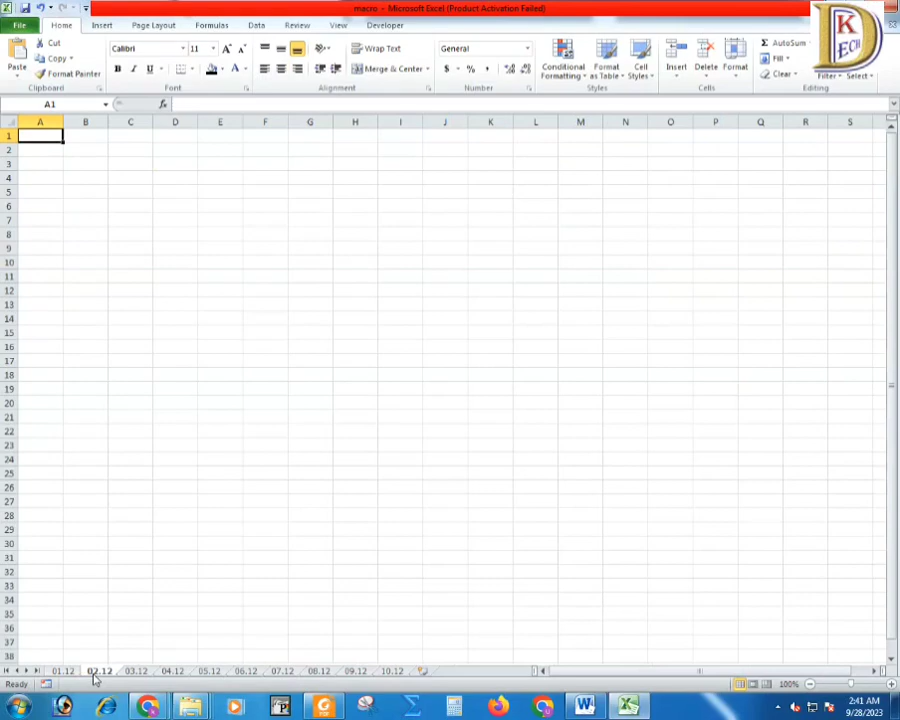 macro - Microsoft Excel (Product Activation Failed)
File Home Insert Page Layout Formulas Data Review View Developer
D K TECH
Paste Cut Copy Format Painter
Clipboard
Calibri 11
B I U
Font
Wrap Text
Merge & Center
Alignment
General
$ % ,
Number
Conditional Formatting Format as Table Cell Styles
Styles
Insert Delete Format
Cells
Σ AutoSum
Fill
Clear
Filter Select
Editing
A1 fx
A B C D E F G H I J K L M N O P Q R S
1
2
3
4
5
6
7
8
9
10
11
12
13
14
15
16
17
18
19
20
21
22
23
24
25
26
27
28
29
30
31
32
33
34
35
36
37
38
01.12 02.12 03.12 04.12 05.12 06.12 07.12 08.12 09.12 10.12
Ready 100%
2:41 AM
9/28/2023